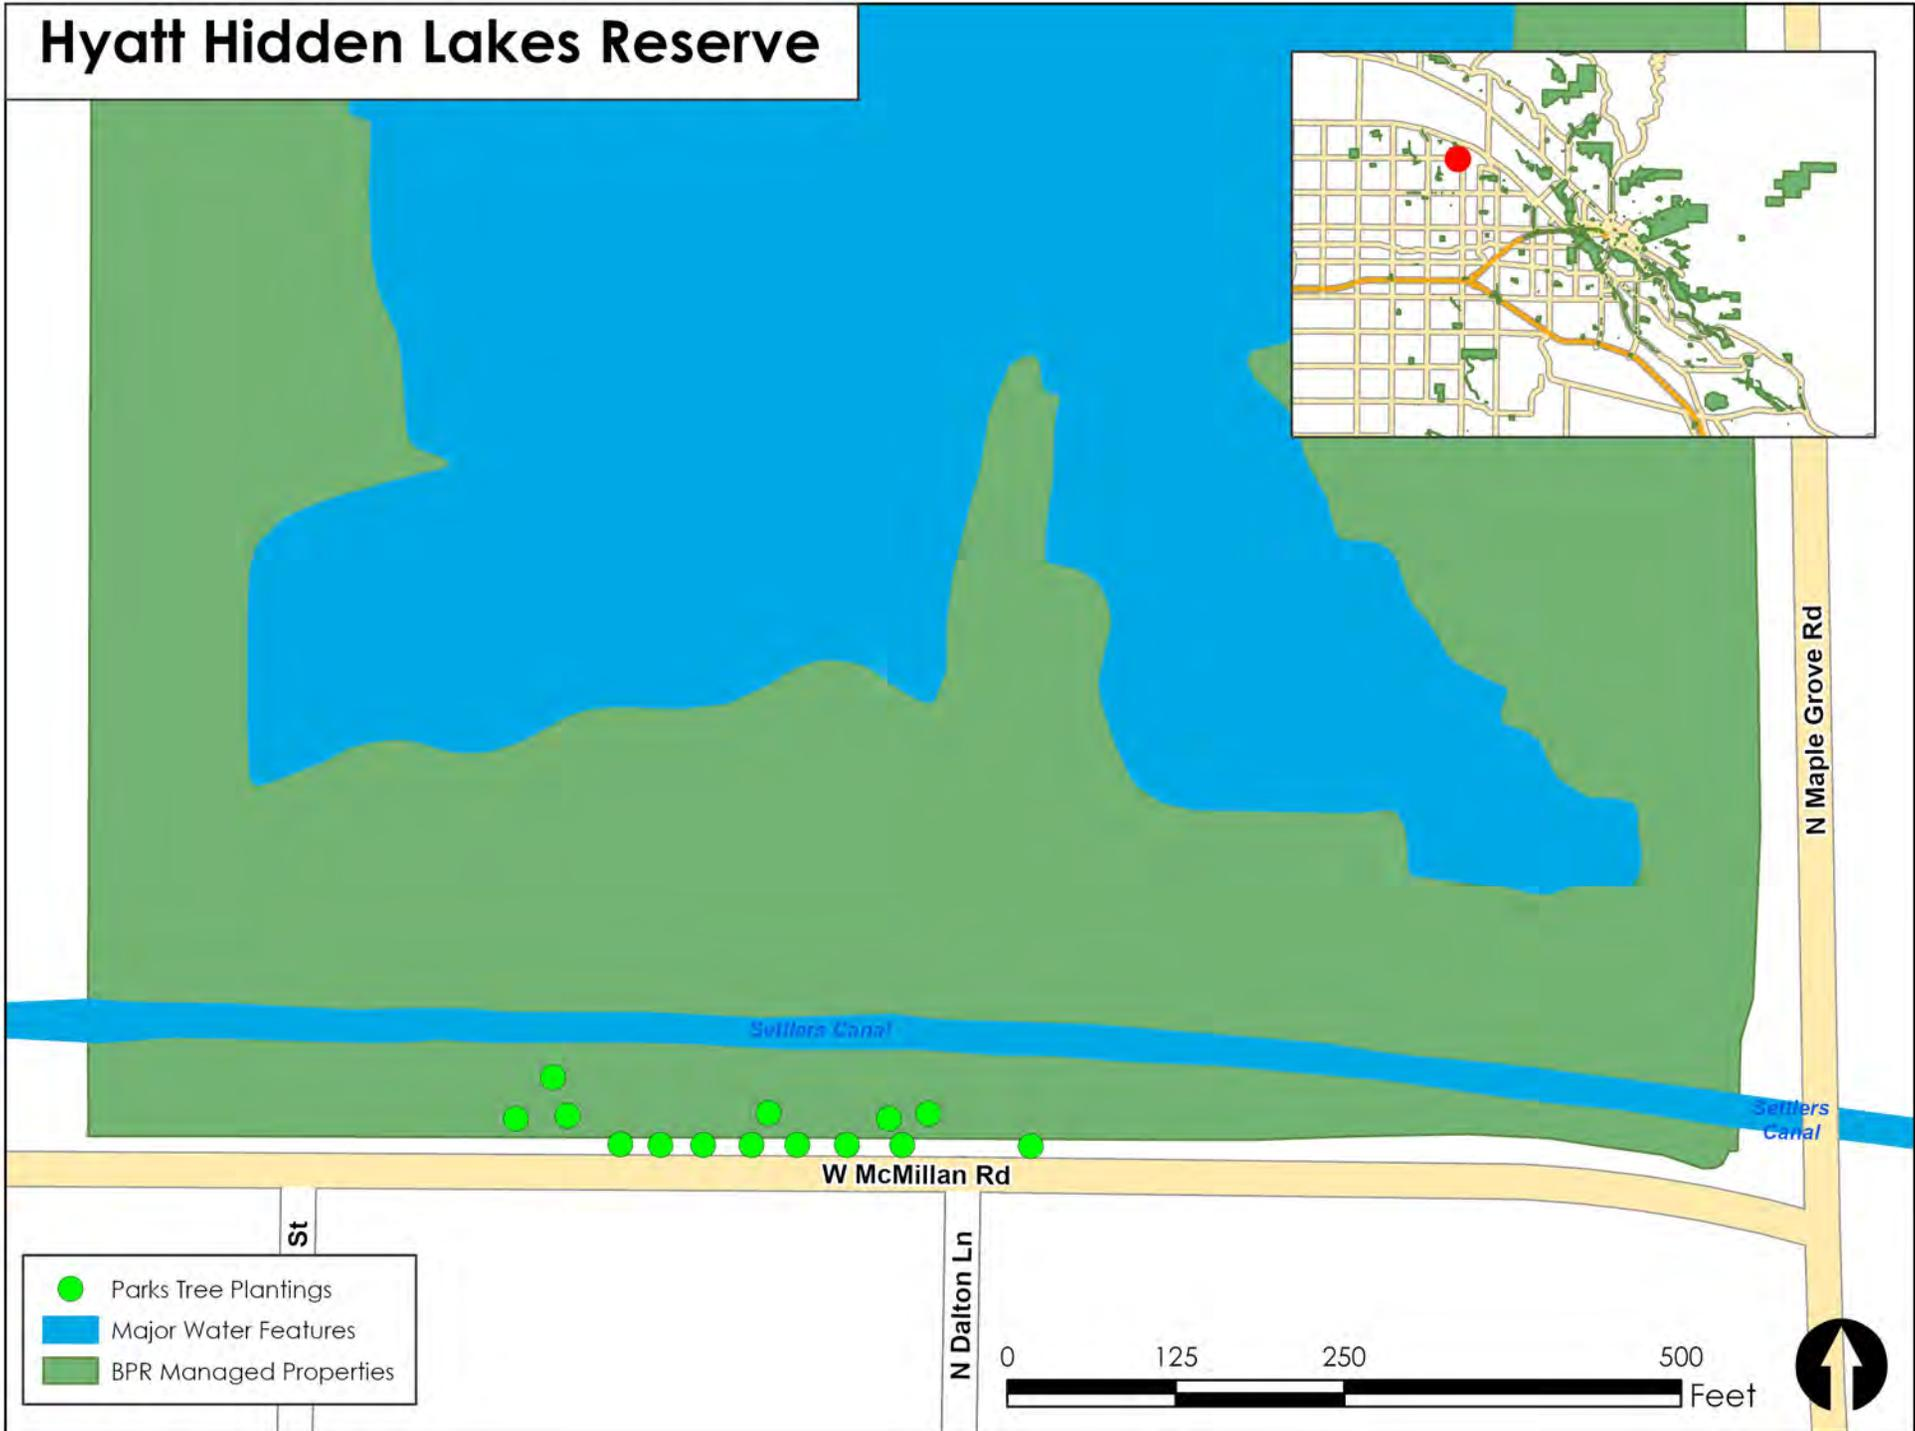 Hyatt Hidden Lakes Reserve
N Maple Grove Rd
Settlers Canal
Settlers
Canal
W McMillan Rd
St
N Dalton Ln
Parks Tree Plantings
Major Water Features
BPR Managed Properties
0 125 250 500
Feet